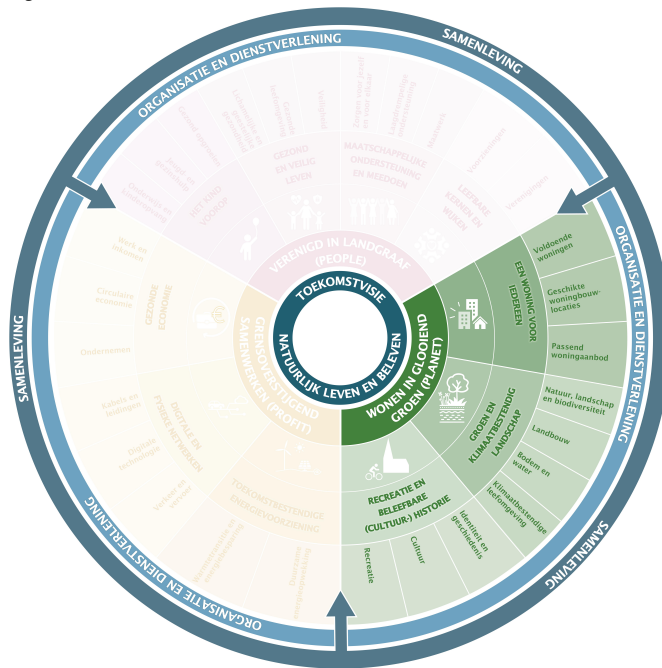 ORGANISATIE EN DIENSTVERLENING
SAMENLEVING
ORGANISATIE EN DIENSTVERLENING
SAMENLEVING
ORGANISATIE EN DIENSTVERLENING
SAMENLEVING
TOEKOMSTVISIE
NATUURLIJK LEVEN EN BELEVEN
VERENIGD IN LANDGRAAF
(PEOPLE)
HET KIND
VOOROP
GEZOND
EN VEILIG
LEVEN
MAATSCHAPPELIJKE
ONDERSTEUNING
EN MEEDOEN
LEEFBARE
KERNEN EN
WIJKEN
Veiligheid
Maatwerk
Voorzieningen
Verenigingen
WONEN IN GLOOIEND
GROEN (PLANET)
EEN WONING VOOR
IEDEREEN
Voldoende
woningen
Geschikte
woningbouw-
locaties
Passend
woningaanbod
GROEN EN
KLIMAATBESTENDIG
LANDSCHAP
Natuur, landschap
en biodiversiteit
Landbouw
Bodem en
water
Klimaatbestendige
leefomgeving
RECREATIE EN
BELEEFBARE
(CULTUUR-) HISTORIE
Identiteit en
geschiedenis
Cultuur
Recreatie
GRENSOVERSTIJGEND
SAMENWERKEN (PROFIT)
TOEKOMSTBESTENDIGE
ENERGIEVOORZIENING
DIGITALE EN
FYSIEKE NETWERKEN
Verkeer en
vervoer
Digitale
technologie
Kabels en
leidingen
GEZONDE
ECONOMIE
Ondernemen
Circulaire
economie
Werk en
inkomen